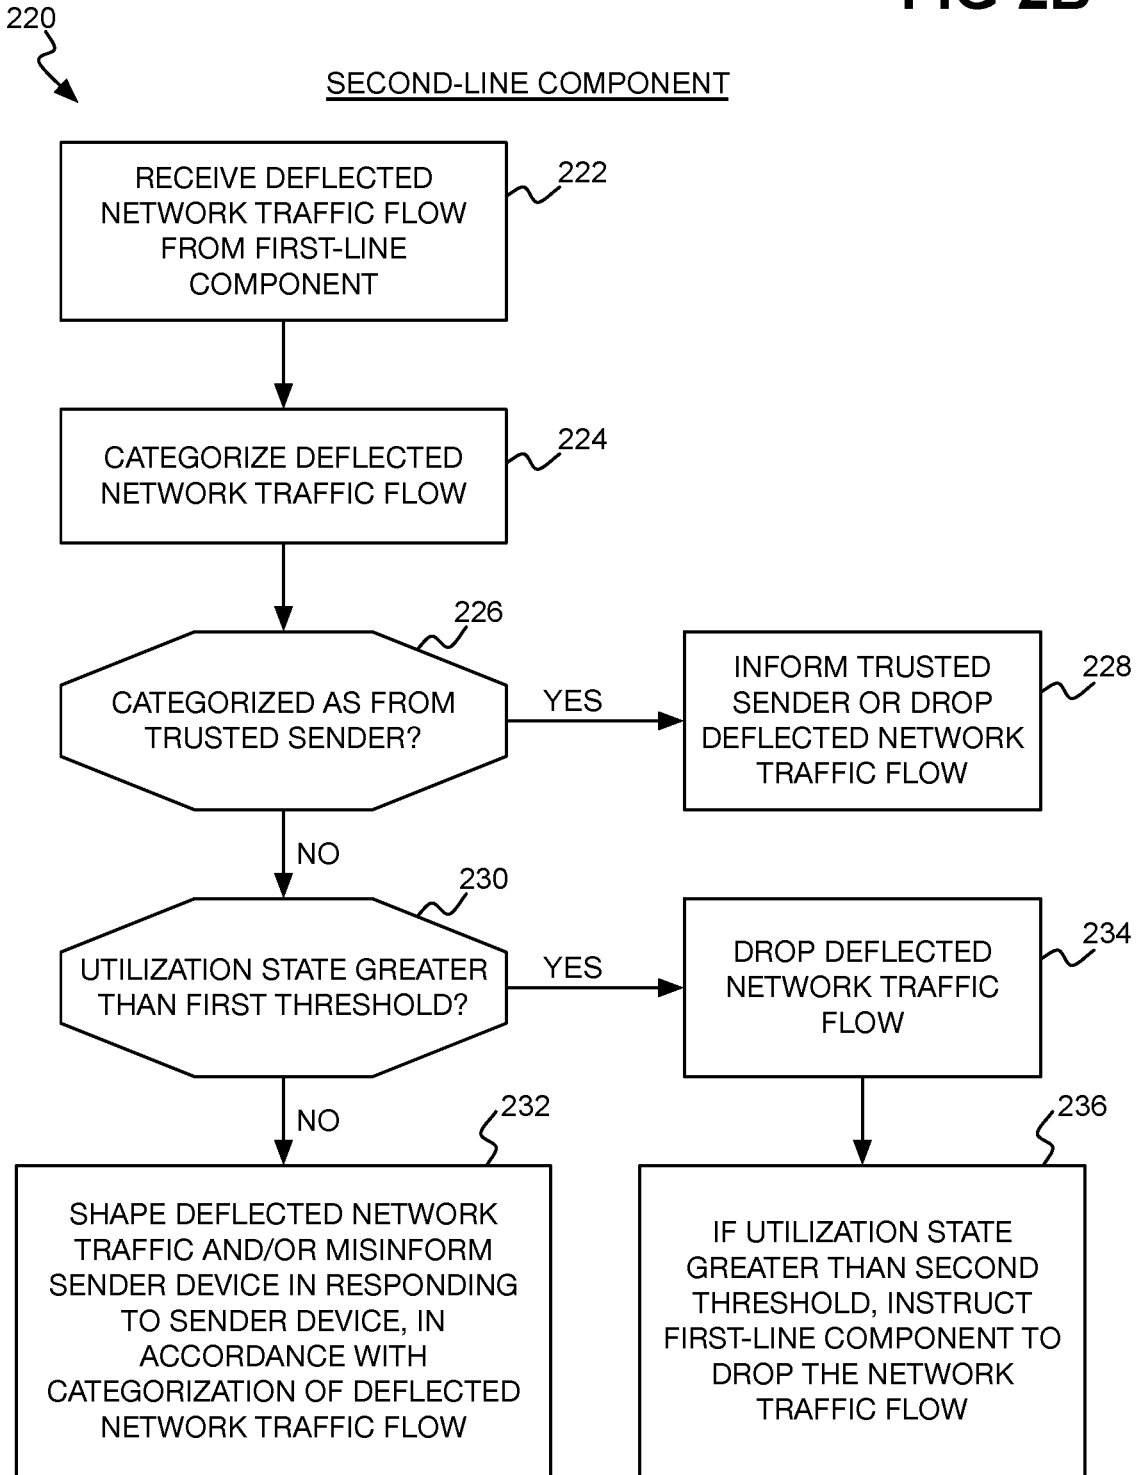 220
SECOND-LINE COMPONENT
RECEIVE DEFLECTED
NETWORK TRAFFIC FLOW
FROM FIRST-LINE
COMPONENT
222
CATEGORIZE DEFLECTED
NETWORK TRAFFIC FLOW
224
226
CATEGORIZED AS FROM
TRUSTED SENDER?
YES
INFORM TRUSTED
SENDER OR DROP
DEFLECTED NETWORK
TRAFFIC FLOW
228
NO
230
UTILIZATION STATE GREATER
THAN FIRST THRESHOLD?
YES
DROP DEFLECTED
NETWORK TRAFFIC
FLOW
234
NO
232
SHAPE DEFLECTED NETWORK
TRAFFIC AND/OR MISINFORM
SENDER DEVICE IN RESPONDING
TO SENDER DEVICE, IN
ACCORDANCE WITH
CATEGORIZATION OF DEFLECTED
NETWORK TRAFFIC FLOW
236
IF UTILIZATION STATE
GREATER THAN SECOND
THRESHOLD, INSTRUCT
FIRST-LINE COMPONENT TO
DROP THE NETWORK
TRAFFIC FLOW